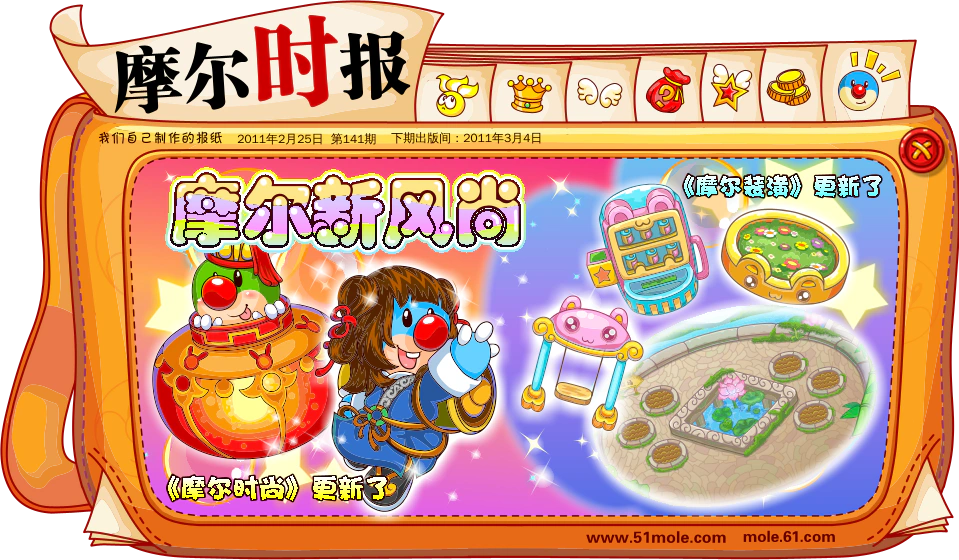 摩尔时报
我们自己制作的报纸 2011年2月25日 第141期 下期出版间：2011年3月4日
摩尔新风尚
《摩尔装潢》更新了
《摩尔时尚》更新了
www.51mole.com mole.61.com